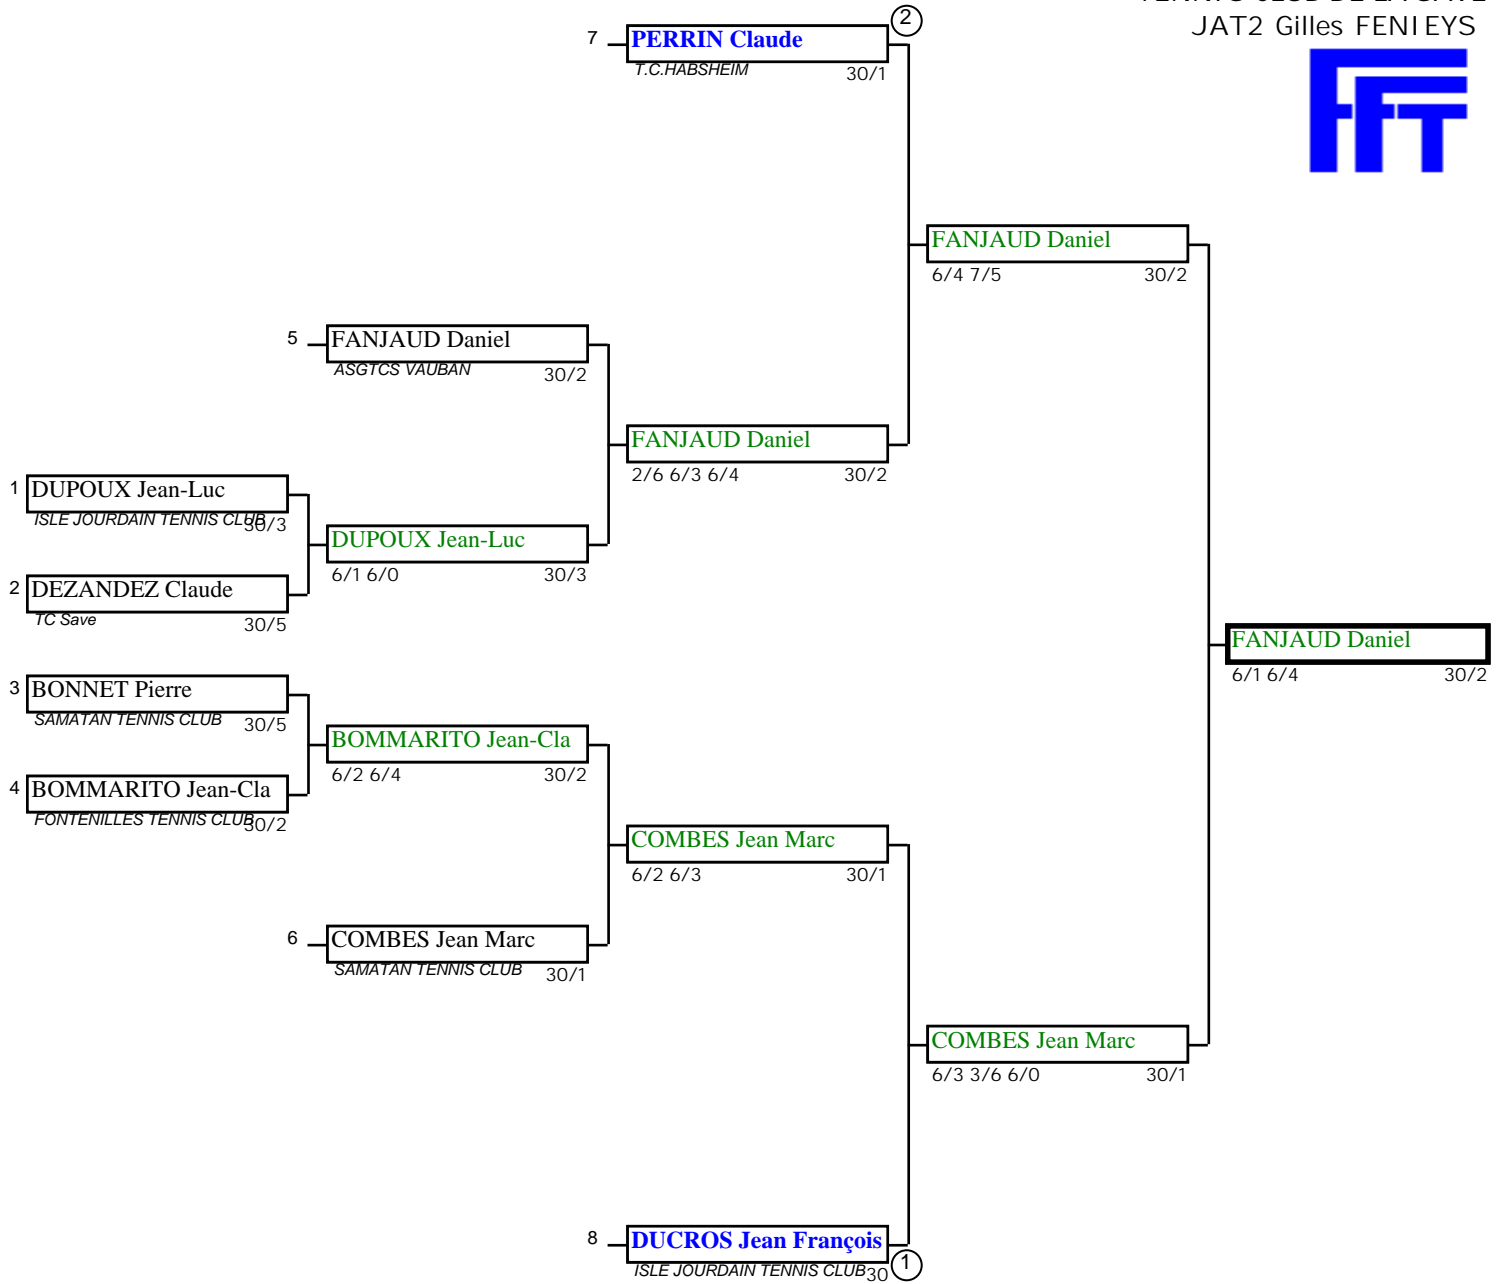 JAT2 Gilles FENIEYS
FFT
2
7 PERRIN Claude
T.C.HABSHEIM 30/1
FANJAUD Daniel
6/4 7/5 30/2
5 FANJAUD Daniel
ASGTCS VAUBAN 30/2
FANJAUD Daniel
2/6 6/3 6/4 30/2
1 DUPOUX Jean-Luc
ISLE JOURDAIN TENNIS CLUB 30/3
DUPOUX Jean-Luc
6/1 6/0 30/3
2 DEZANDEZ Claude
TC Save 30/5
FANJAUD Daniel
6/1 6/4 30/2
3 BONNET Pierre
SAMATAN TENNIS CLUB 30/5
BOMMARITO Jean-Cla
6/2 6/4 30/2
4 BOMMARITO Jean-Cla
FONTENILLES TENNIS CLUB 30/2
COMBES Jean Marc
6/2 6/3 30/1
6 COMBES Jean Marc
SAMATAN TENNIS CLUB 30/1
COMBES Jean Marc
6/3 3/6 6/0 30/1
8 DUCROS Jean François
ISLE JOURDAIN TENNIS CLUB 30
1